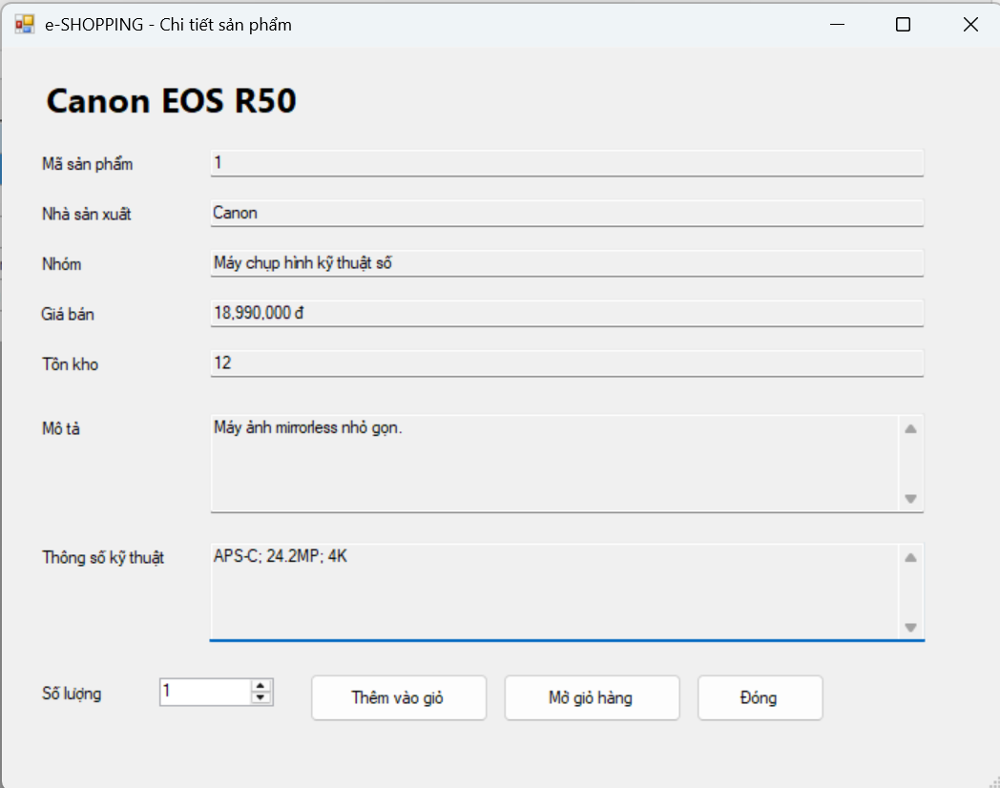 e-SHOPPING - Chi tiết sản phẩm
Canon EOS R50
Mã sản phẩm 1
Nhà sản xuất Canon
Nhóm Máy chụp hình kỹ thuật số
Giá bán 18,990,000 đ
Tồn kho 12
Mô tả Máy ảnh mirrorless nhỏ gọn.
Thông số kỹ thuật APS-C; 24.2MP; 4K
Số lượng 1 Thêm vào giỏ Mở giỏ hàng Đóng